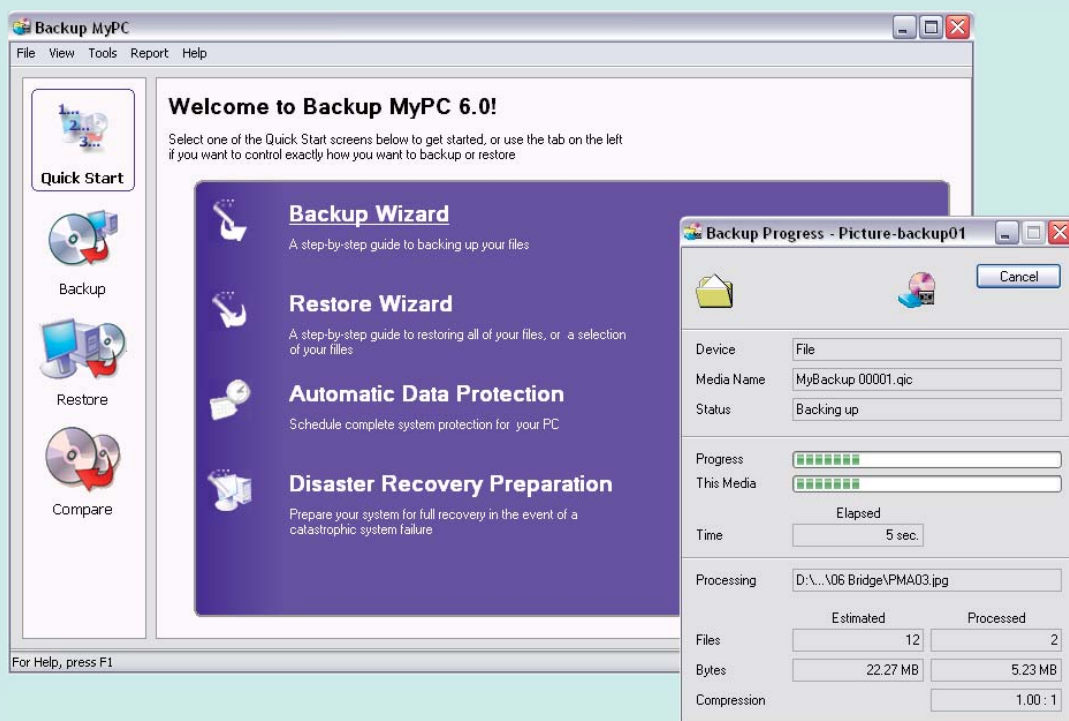 Backup MyPC
File View Tools Report Help
1...
2...
3...
Quick Start
Backup
Restore
Compare
Welcome to Backup MyPC 6.0!
Select one of the Quick Start screens below to get started, or use the tab on the left
if you want to control exactly how you want to backup or restore
Backup Wizard
A step-by-step guide to backing up your files
Restore Wizard
A step-by-step guide to restoring all of your files, or a selection
of your filles
Automatic Data Protection
Schedule complete system protection for your PC
Disaster Recovery Preparation
Prepare your system for full recovery in the event of a
catastrophic system failure
For Help, press F1
Backup Progress - Picture-backup01
Cancel
Device File
Media Name MyBackup 00001.qic
Status Backing up
Progress
This Media
Elapsed
Time 5 sec.
Processing D:\...\06 Bridge\PMA03.jpg
Estimated Processed
Files 12 2
Bytes 22.27 MB 5.23 MB
Compression 1.00 : 1